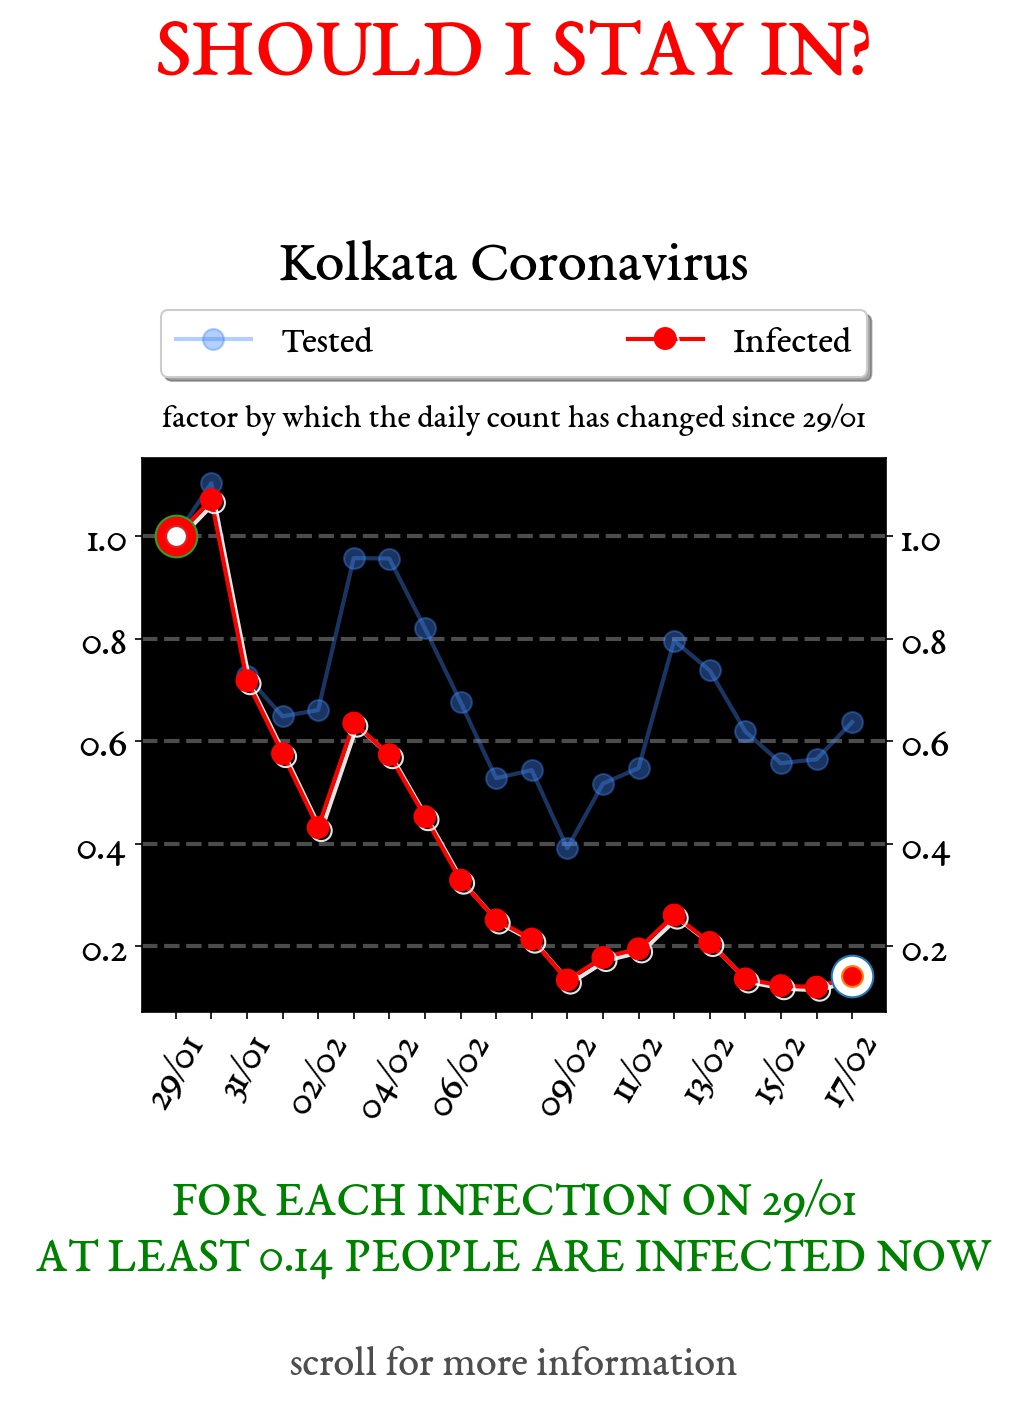 SHOULD I STAY IN?
Kolkata Coronavirus
Tested Infected
factor by which the daily count has changed since 29/01
1.0 1.0
0.8 0.8
0.6 0.6
0.4 0.4
0.2 0.2
29/01 31/01 02/02 04/02 06/02 09/02 11/02 13/02 15/02 17/02
FOR EACH INFECTION ON 29/01
AT LEAST 0.14 PEOPLE ARE INFECTED NOW
scroll for more information